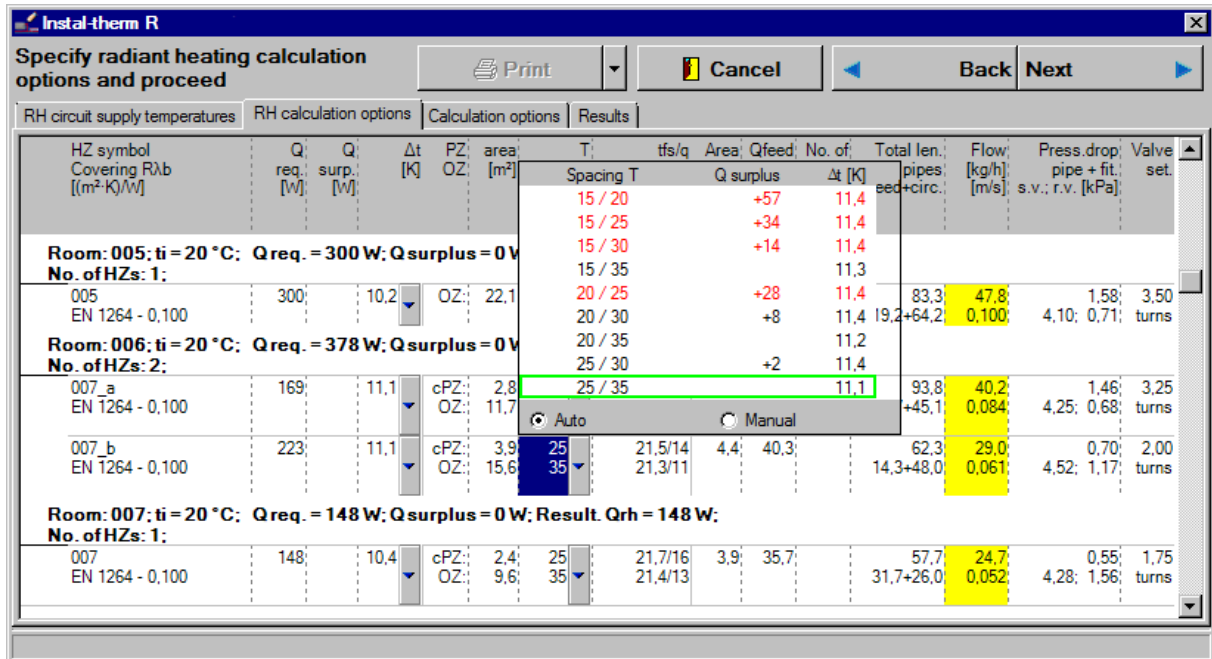 Instal-therm R
Specify radiant heating calculation options and proceed
Print
Cancel
Back
Next
RH circuit supply temperatures
RH calculation options
Calculation options
Results
HZ symbol Q Q Δt PZ area T tfs/q Area Qfeed No. of Total len. Flow Press.drop Valve
Covering Rλb req. surp. [K] OZ [m²] pipes [kg/h] pipe + fit. set.
[(m²·K)/W] [W] [W] eed+circ. [m/s] s.v.; r.v. [kPa]
Spacing T Q surplus Δt [K]
15 / 20 +57 11,4
15 / 25 +34 11,4
15 / 30 +14 11,4
15 / 35 11,3
20 / 25 +28 11,4
20 / 30 +8 11,4
20 / 35 11,2
25 / 30 +2 11,4
25 / 35 11,1
Auto Manual
Room: 005; ti = 20 °C; Q req. = 300 W; Q surplus = 0 W
No. of HZs: 1;
005 300 10,2 OZ: 22,1 83,3 47,8 1,58 3,50
EN 1264 - 0,100 19,2+64,2 0,100 4,10; 0,71 turns
Room: 006; ti = 20 °C; Q req. = 378 W; Q surplus = 0 W
No. of HZs: 2;
007_a 169 11,1 cPZ: 2,8 93,8 40,2 1,46 3,25
EN 1264 - 0,100 OZ: 11,7 +45,1 0,084 4,25; 0,68 turns
007_b 223 11,1 cPZ: 3,9 25 21,5/14 4,4 40,3 62,3 29,0 0,70 2,00
EN 1264 - 0,100 OZ: 15,6 35 21,3/11 14,3+48,0 0,061 4,52; 1,17 turns
Room: 007; ti = 20 °C; Q req. = 148 W; Q surplus = 0 W; Result. Qrh = 148 W;
No. of HZs: 1;
007 148 10,4 cPZ: 2,4 25 21,7/16 3,9 35,7 57,7 24,7 0,55 1,75
EN 1264 - 0,100 OZ: 9,6 35 21,4/13 31,7+26,0 0,052 4,28; 1,56 turns